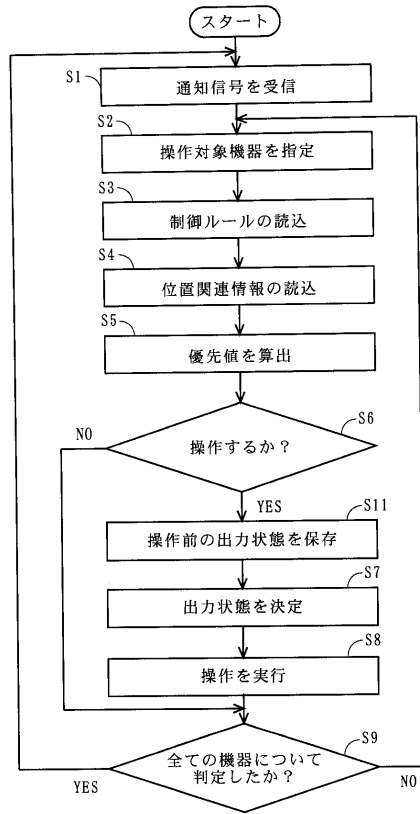 スタート
S1
通知信号を受信
S2
操作対象機器を指定
S3
制御ルールの読込
S4
位置関連情報の読込
S5
優先値を算出
S6
操作するか?
NO
YES
S11
操作前の出力状態を保存
S7
出力状態を決定
S8
操作を実行
S9
全ての機器について
判定したか?
YES
NO